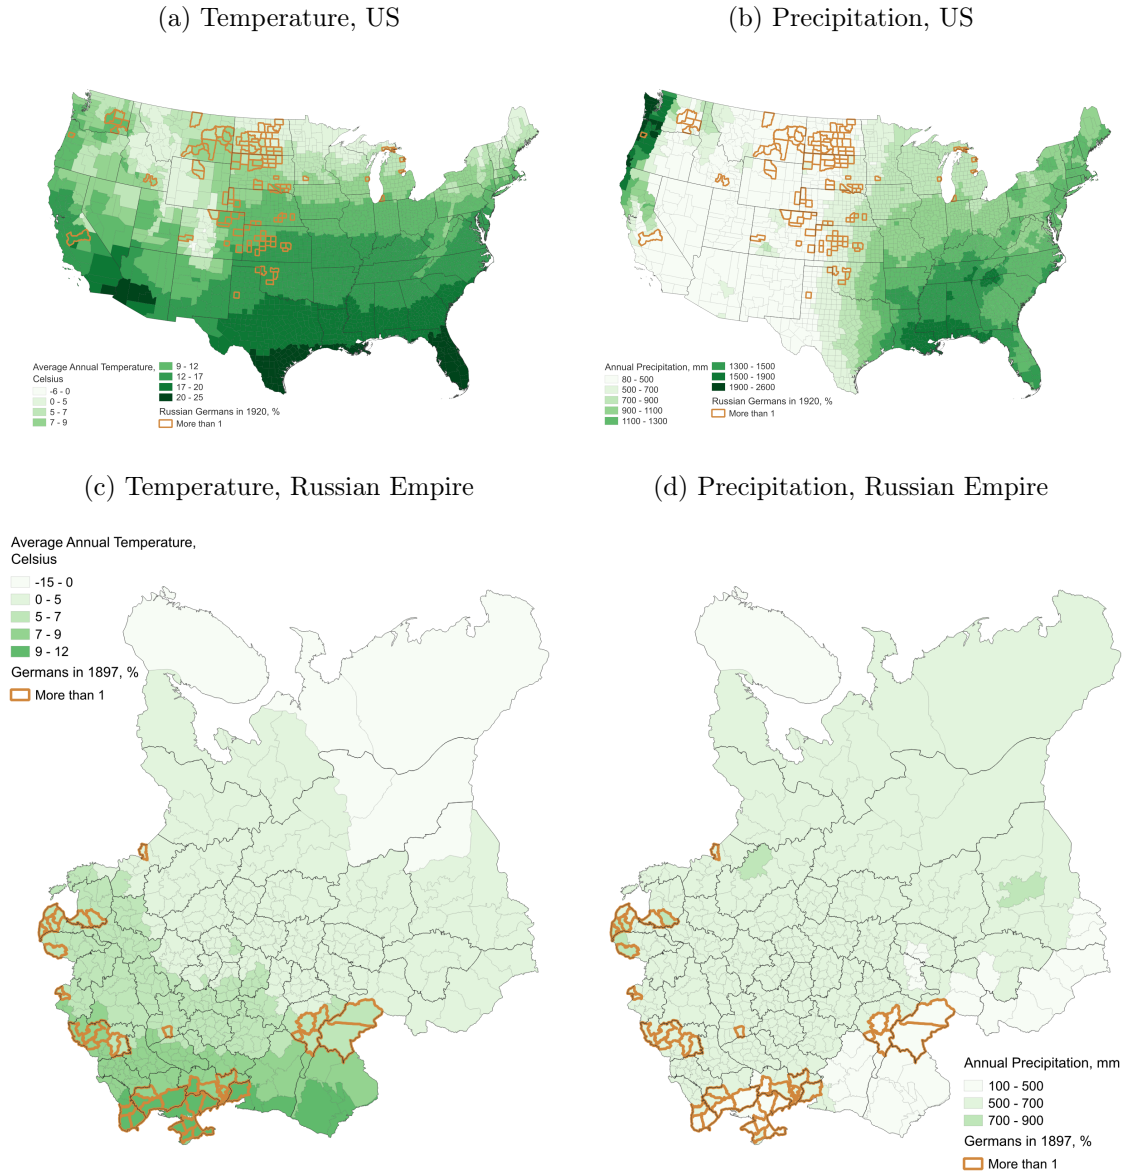 (a) Temperature, US
(b) Precipitation, US
Average Annual Temperature,
Celsius
-6 - 0
0 - 5
5 - 7
7 - 9
9 - 12
12 - 17
17 - 20
20 - 25
Russian Germans in 1920, %
More than 1
Annual Precipitation, mm
80 - 500
500 - 700
700 - 900
900 - 1100
1100 - 1300
1300 - 1500
1500 - 1900
1900 - 2600
Russian Germans in 1920, %
More than 1
(c) Temperature, Russian Empire
(d) Precipitation, Russian Empire
Average Annual Temperature,
Celsius
-15 - 0
0 - 5
5 - 7
7 - 9
9 - 12
Germans in 1897, %
More than 1
Annual Precipitation, mm
100 - 500
500 - 700
700 - 900
Germans in 1897, %
More than 1